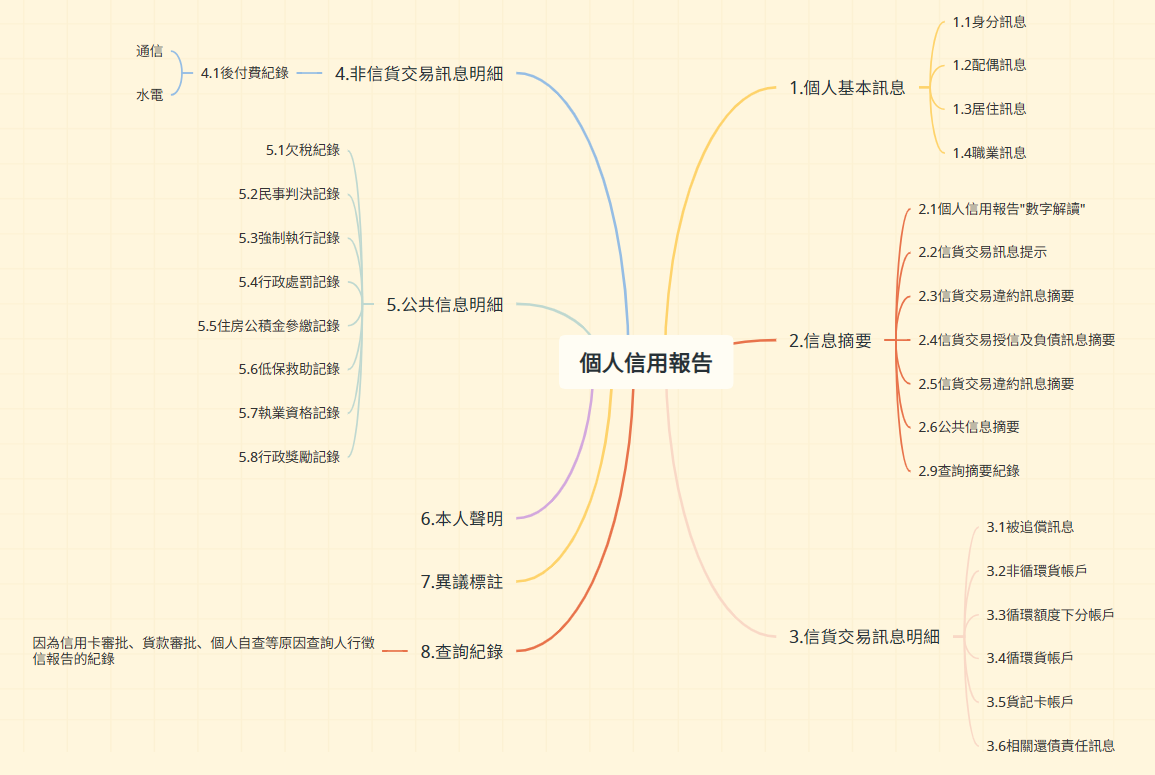 個人信用報告
1.個人基本訊息
1.1身分訊息
1.2配偶訊息
1.3居住訊息
1.4職業訊息
2.信息摘要
2.1個人信用報告"數字解讀"
2.2信貨交易訊息提示
2.3信貨交易違約訊息摘要
2.4信貨交易授信及負債訊息摘要
2.5信貨交易違約訊息摘要
2.6公共信息摘要
2.9查詢摘要紀錄
3.信貨交易訊息明細
3.1被追償訊息
3.2非循環貨帳戶
3.3循環額度下分帳戶
3.4循環貨帳戶
3.5貨記卡帳戶
3.6相關還債責任訊息
4.非信貨交易訊息明細
4.1後付費紀錄
通信
水電
5.公共信息明細
5.1欠稅紀錄
5.2民事判決記錄
5.3強制執行記錄
5.4行政處罰記錄
5.5住房公積金參繳記錄
5.6低保救助記錄
5.7執業資格記錄
5.8行政獎勵記錄
6.本人聲明
7.異議標註
8.查詢紀錄
因為信用卡審批、貨款審批、個人自查等原因查詢人行徵
信報告的紀錄